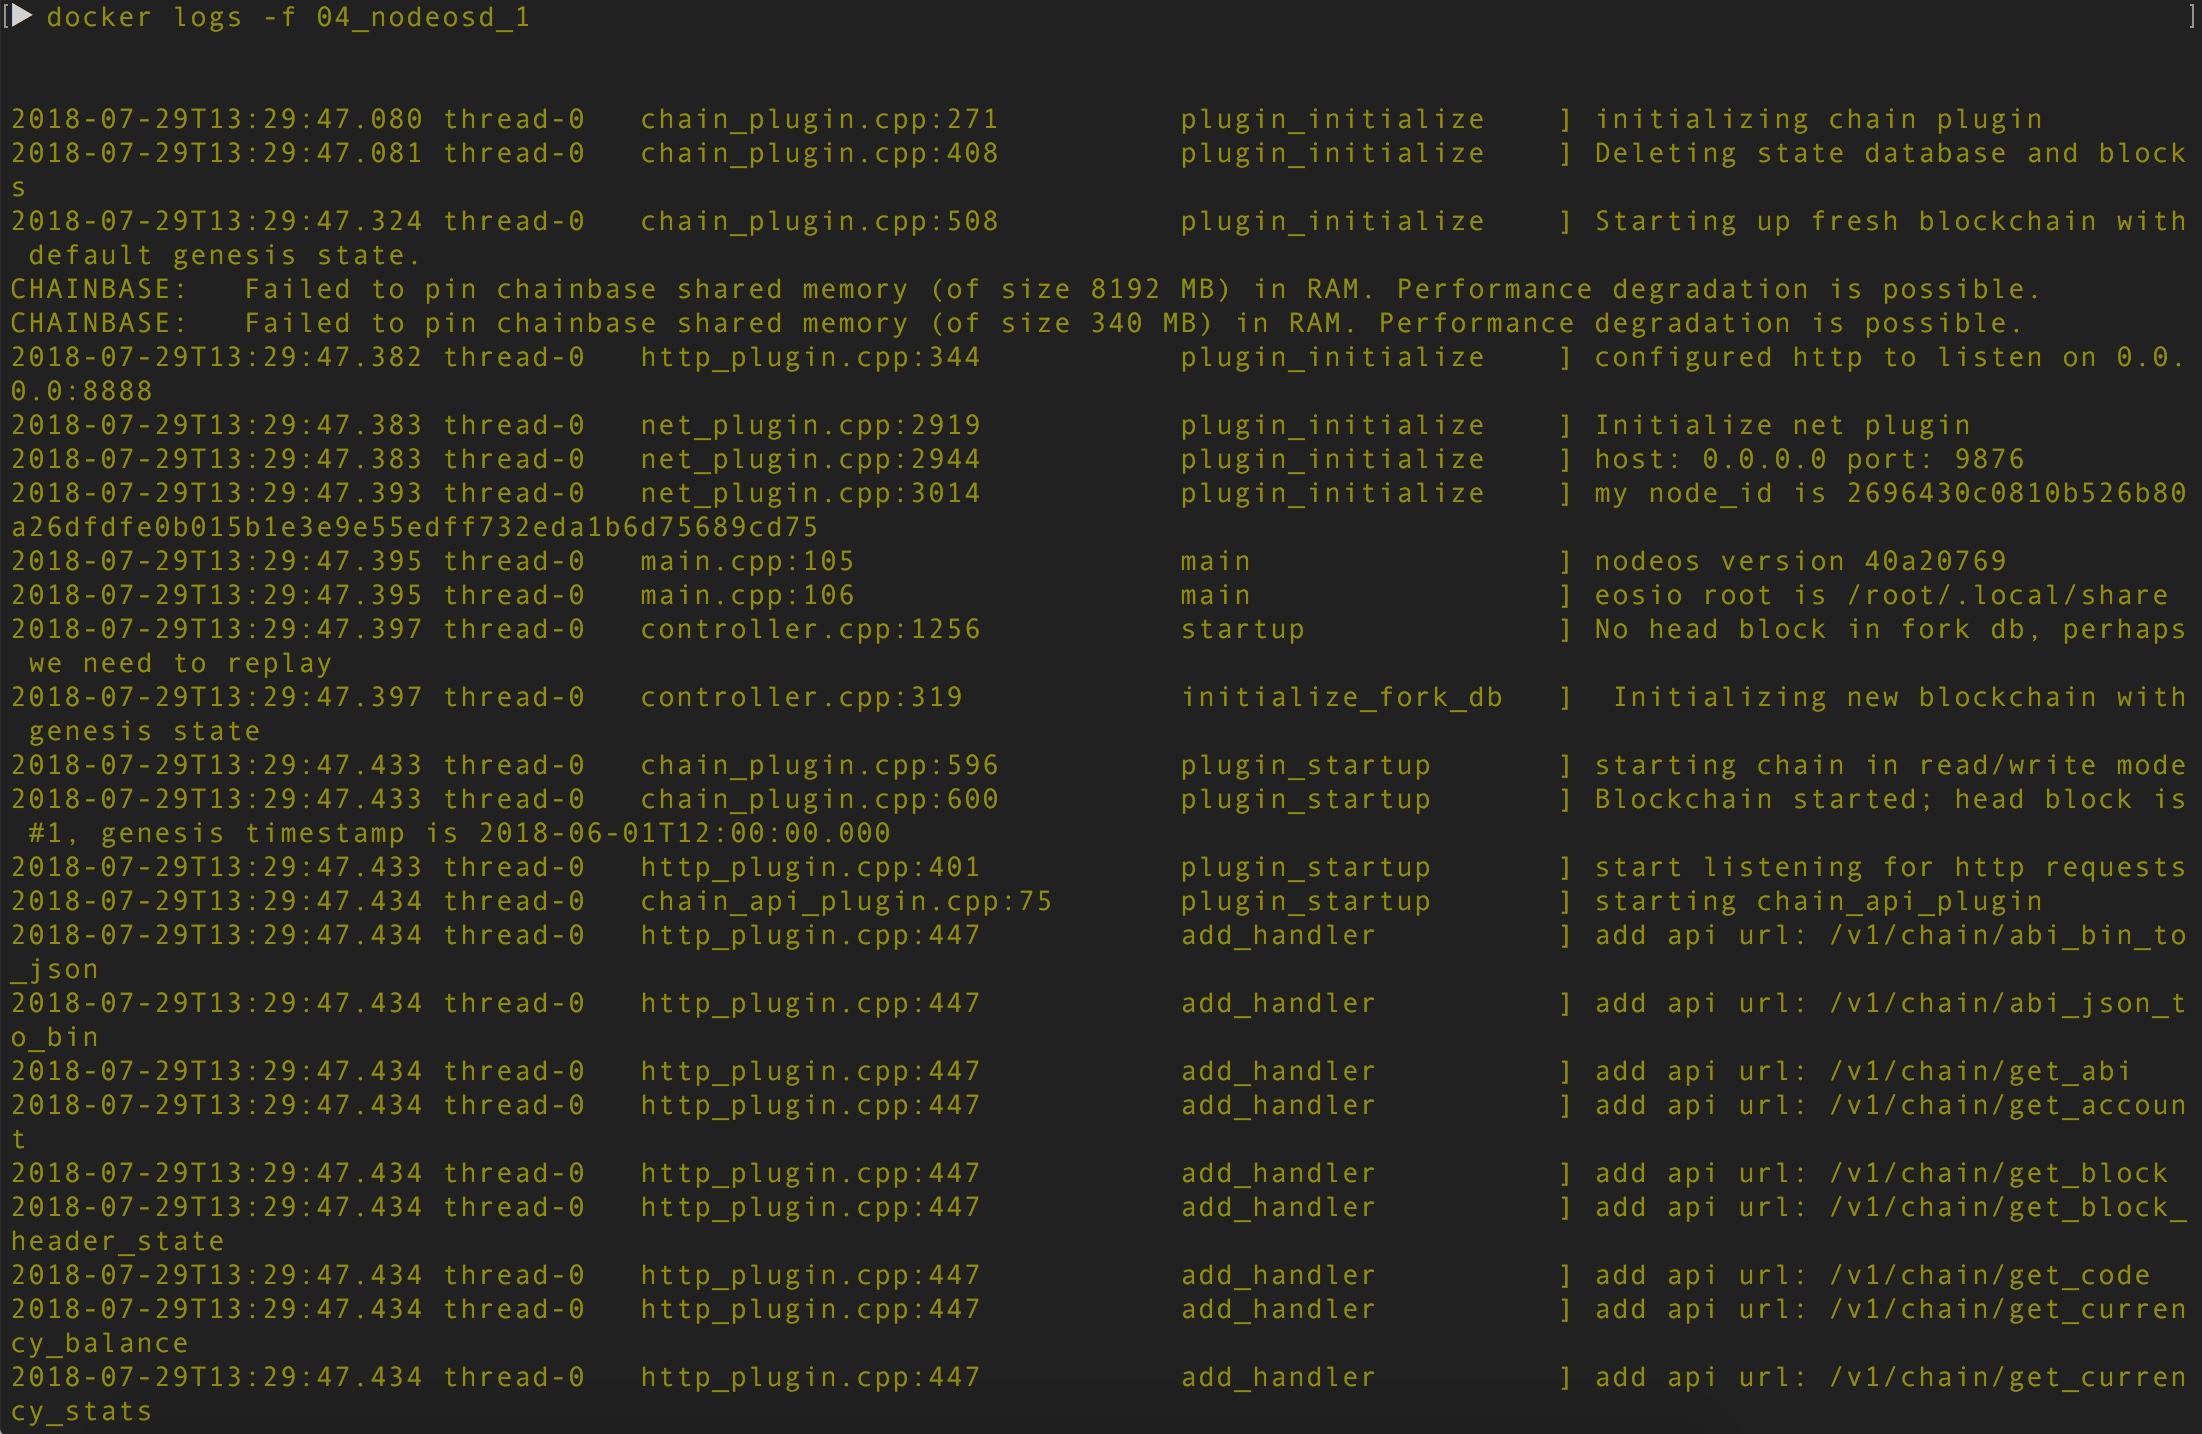 [▶ docker logs -f 04_nodeosd_1 ]
2018-07-29T13:29:47.080 thread-0   chain_plugin.cpp:271          plugin_initialize    ] initializing chain plugin
2018-07-29T13:29:47.081 thread-0   chain_plugin.cpp:408          plugin_initialize    ] Deleting state database and block
s
2018-07-29T13:29:47.324 thread-0   chain_plugin.cpp:508          plugin_initialize    ] Starting up fresh blockchain with
 default genesis state.
CHAINBASE:   Failed to pin chainbase shared memory (of size 8192 MB) in RAM. Performance degradation is possible.
CHAINBASE:   Failed to pin chainbase shared memory (of size 340 MB) in RAM. Performance degradation is possible.
2018-07-29T13:29:47.382 thread-0   http_plugin.cpp:344           plugin_initialize    ] configured http to listen on 0.0.
0.0:8888
2018-07-29T13:29:47.383 thread-0   net_plugin.cpp:2919           plugin_initialize    ] Initialize net plugin
2018-07-29T13:29:47.383 thread-0   net_plugin.cpp:2944           plugin_initialize    ] host: 0.0.0.0 port: 9876
2018-07-29T13:29:47.393 thread-0   net_plugin.cpp:3014           plugin_initialize    ] my node_id is 2696430c0810b526b80
a26dfdfe0b015b1e3e9e55edff732eda1b6d75689cd75
2018-07-29T13:29:47.395 thread-0   main.cpp:105                  main                 ] nodeos version 40a20769
2018-07-29T13:29:47.395 thread-0   main.cpp:106                  main                 ] eosio root is /root/.local/share
2018-07-29T13:29:47.397 thread-0   controller.cpp:1256           startup              ] No head block in fork db, perhaps
 we need to replay
2018-07-29T13:29:47.397 thread-0   controller.cpp:319            initialize_fork_db   ]  Initializing new blockchain with
 genesis state
2018-07-29T13:29:47.433 thread-0   chain_plugin.cpp:596          plugin_startup       ] starting chain in read/write mode
2018-07-29T13:29:47.433 thread-0   chain_plugin.cpp:600          plugin_startup       ] Blockchain started; head block is
 #1, genesis timestamp is 2018-06-01T12:00:00.000
2018-07-29T13:29:47.433 thread-0   http_plugin.cpp:401           plugin_startup       ] start listening for http requests
2018-07-29T13:29:47.434 thread-0   chain_api_plugin.cpp:75       plugin_startup       ] starting chain_api_plugin
2018-07-29T13:29:47.434 thread-0   http_plugin.cpp:447           add_handler          ] add api url: /v1/chain/abi_bin_to
_json
2018-07-29T13:29:47.434 thread-0   http_plugin.cpp:447           add_handler          ] add api url: /v1/chain/abi_json_t
o_bin
2018-07-29T13:29:47.434 thread-0   http_plugin.cpp:447           add_handler          ] add api url: /v1/chain/get_abi
2018-07-29T13:29:47.434 thread-0   http_plugin.cpp:447           add_handler          ] add api url: /v1/chain/get_accoun
t
2018-07-29T13:29:47.434 thread-0   http_plugin.cpp:447           add_handler          ] add api url: /v1/chain/get_block
2018-07-29T13:29:47.434 thread-0   http_plugin.cpp:447           add_handler          ] add api url: /v1/chain/get_block_
header_state
2018-07-29T13:29:47.434 thread-0   http_plugin.cpp:447           add_handler          ] add api url: /v1/chain/get_code
2018-07-29T13:29:47.434 thread-0   http_plugin.cpp:447           add_handler          ] add api url: /v1/chain/get_curren
cy_balance
2018-07-29T13:29:47.434 thread-0   http_plugin.cpp:447           add_handler          ] add api url: /v1/chain/get_curren
cy_stats